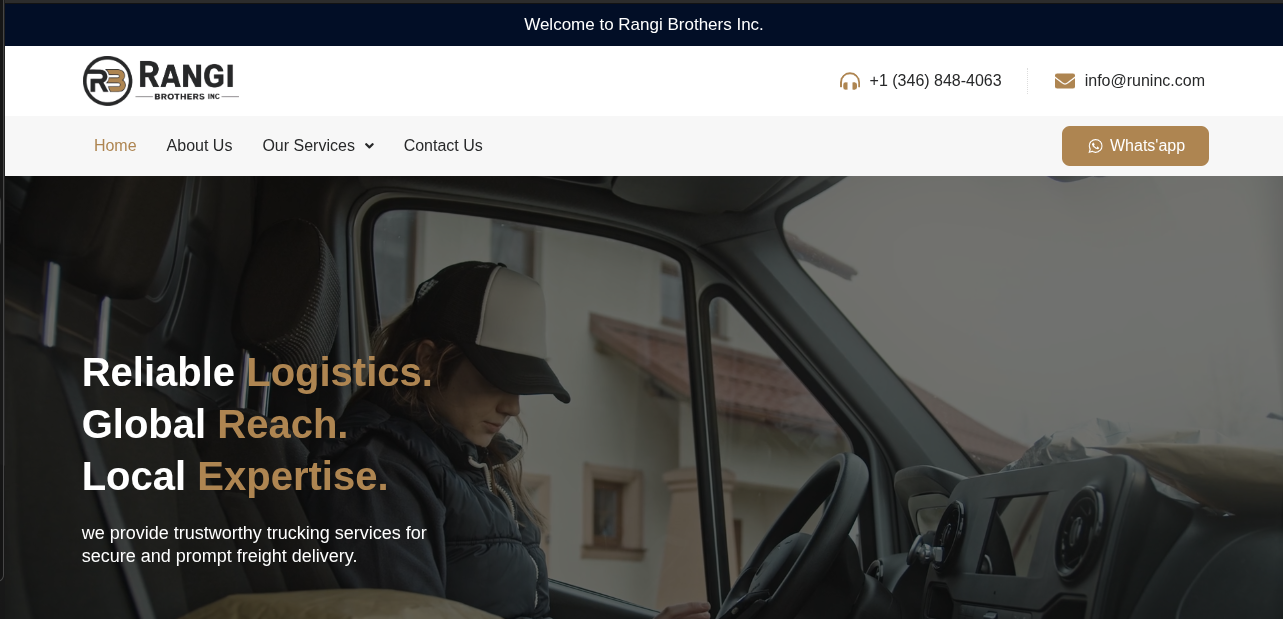 Welcome to Rangi Brothers Inc.
RB RANGI
BROTHERS INC
+1 (346) 848-4063
info@runinc.com
Home
About Us
Our Services
Contact Us
Whats'app
Reliable Logistics.
Global Reach.
Local Expertise.
we provide trustworthy trucking services for
secure and prompt freight delivery.